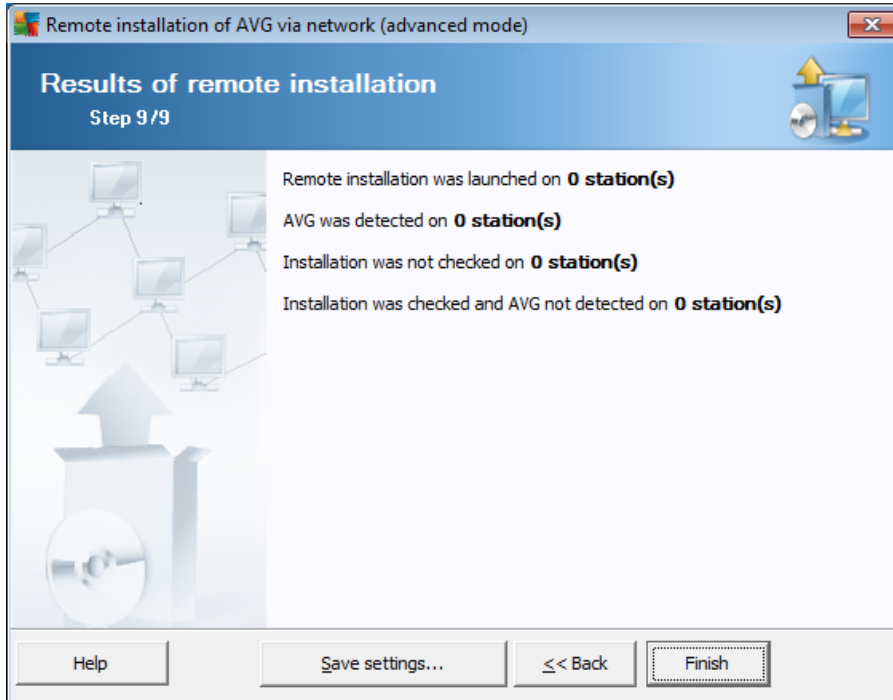 Remote installation of AVG via network (advanced mode)
Results of remote installation
Step 9/9
Remote installation was launched on 0 station(s)
AVG was detected on 0 station(s)
Installation was not checked on 0 station(s)
Installation was checked and AVG not detected on 0 station(s)
Help
Save settings...
<< Back
Finish